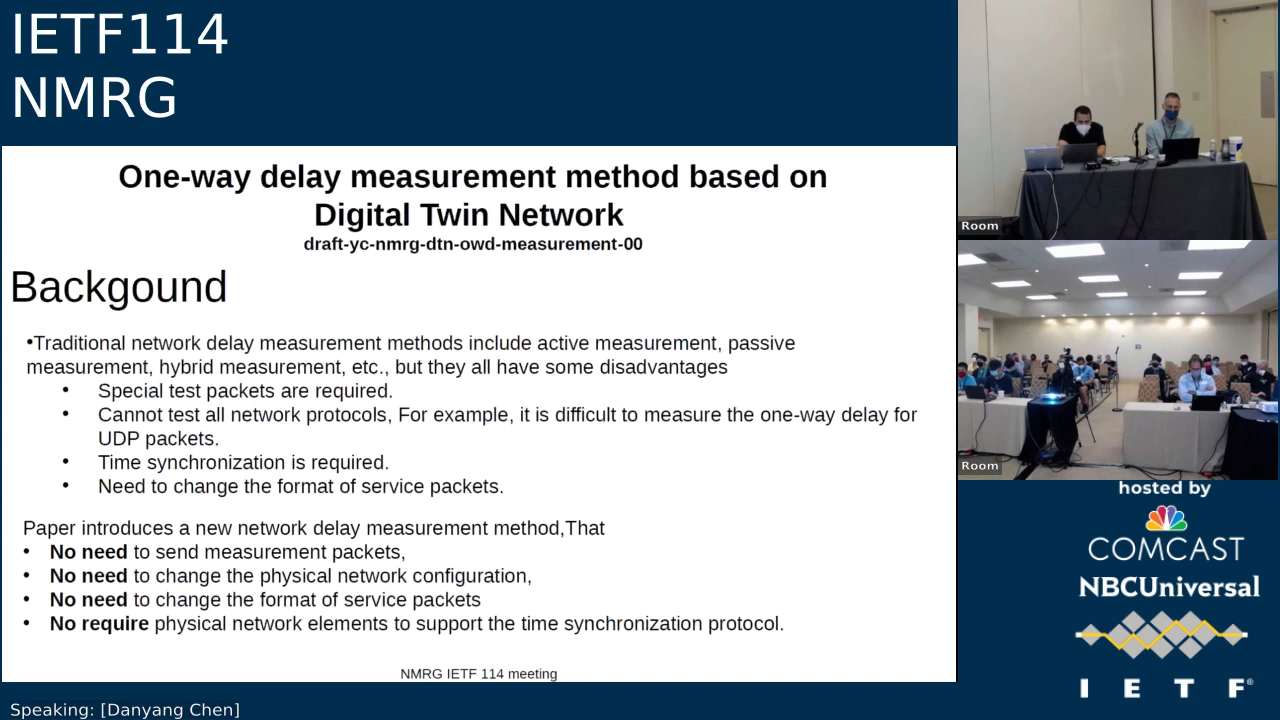 IETF114
NMRG
One-way delay measurement method based on
Digital Twin Network
draft-yc-nmrg-dtn-owd-measurement-00
Backgound
•Traditional network delay measurement methods include active measurement, passive
measurement, hybrid measurement, etc., but they all have some disadvantages
• Special test packets are required.
• Cannot test all network protocols, For example, it is difficult to measure the one-way delay for
UDP packets.
• Time synchronization is required.
• Need to change the format of service packets.
Paper introduces a new network delay measurement method,That
• No need to send measurement packets,
• No need to change the physical network configuration,
• No need to change the format of service packets
• No require physical network elements to support the time synchronization protocol.
NMRG IETF 114 meeting
Speaking: [Danyang Chen]
Room
Room
hosted by
COMCAST
NBCUniversal
I E T F®